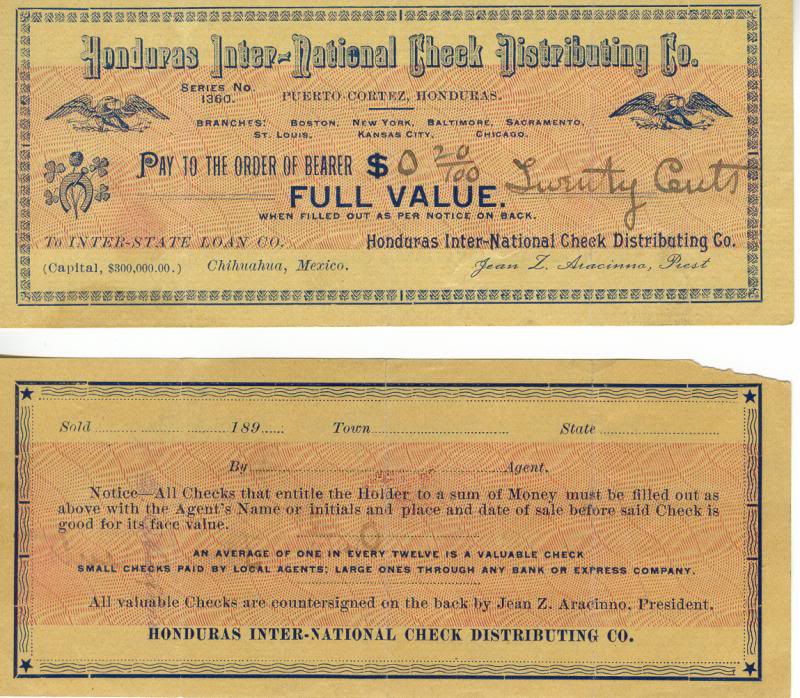 Honduras Inter-National Check Distributing Co.
SERIES NO. 1360.
PUERTO CORTEZ, HONDURAS.
BRANCHES: BOSTON, NEW YORK, BALTIMORE, SACRAMENTO,
ST. LOUIS, KANSAS CITY, CHICAGO.
PAY TO THE ORDER OF BEARER $ 0 20/100 Twenty Cents
FULL VALUE.
WHEN FILLED OUT AS PER NOTICE ON BACK.
To INTER-STATE LOAN CO. Honduras Inter-National Check Distributing Co.
(Capital, $300,000.00.) Chihuahua, Mexico. Jean Z. Aracinno, Prest
Sold 189 Town State
By Agent.
Notice—All Checks that entitle the Holder to a sum of Money must be filled out as
above with the Agent's Name or initials and place and date of sale before said Check is
good for its face value.
AN AVERAGE OF ONE IN EVERY TWELVE IS A VALUABLE CHECK
SMALL CHECKS PAID BY LOCAL AGENTS; LARGE ONES THROUGH ANY BANK OR EXPRESS COMPANY.
All valuable Checks are countersigned on the back by Jean Z. Aracinno, President.
HONDURAS INTER-NATIONAL CHECK DISTRIBUTING CO.